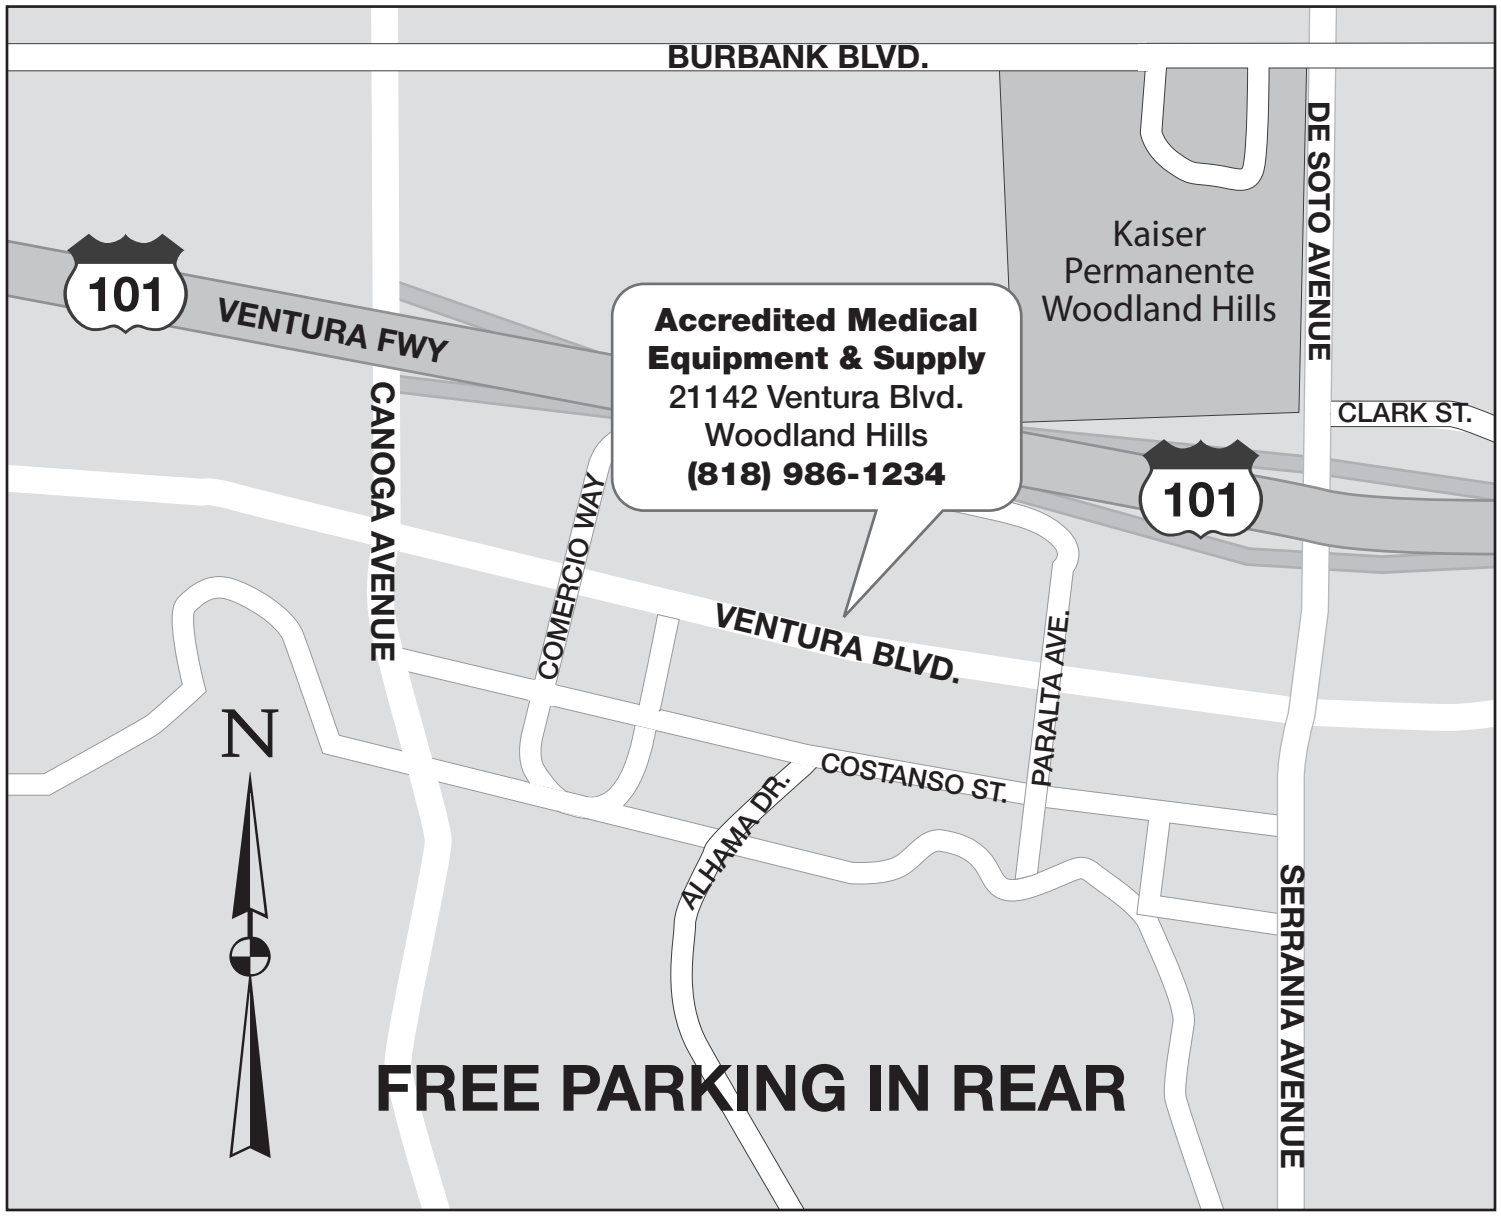 BURBANK BLVD.
DE SOTO AVENUE
Kaiser
Permanente
Woodland Hills
101
VENTURA FWY
Accredited Medical
Equipment & Supply
21142 Ventura Blvd.
Woodland Hills
(818) 986-1234
CANOGA AVENUE
CLARK ST.
101
COMERCIO WAY
VENTURA BLVD.
PARALTA AVE.
N
COSTANSO ST.
ALHAMA DR.
SERRANIA AVENUE
FREE PARKING IN REAR